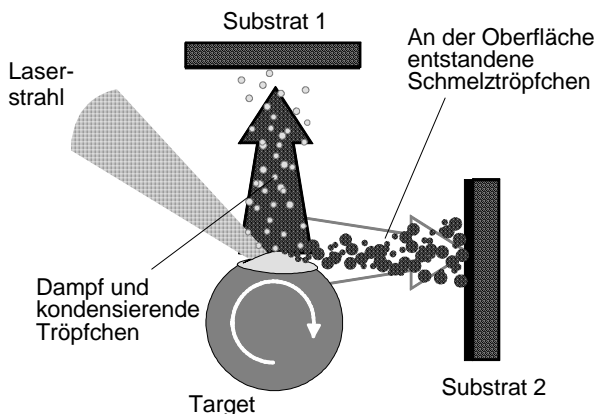 Substrat 1
An der Oberfläche
entstandene
Schmelztröpfchen
Laser-
strahl
Dampf und
kondensierende
Tröpfchen
Target
Substrat 2